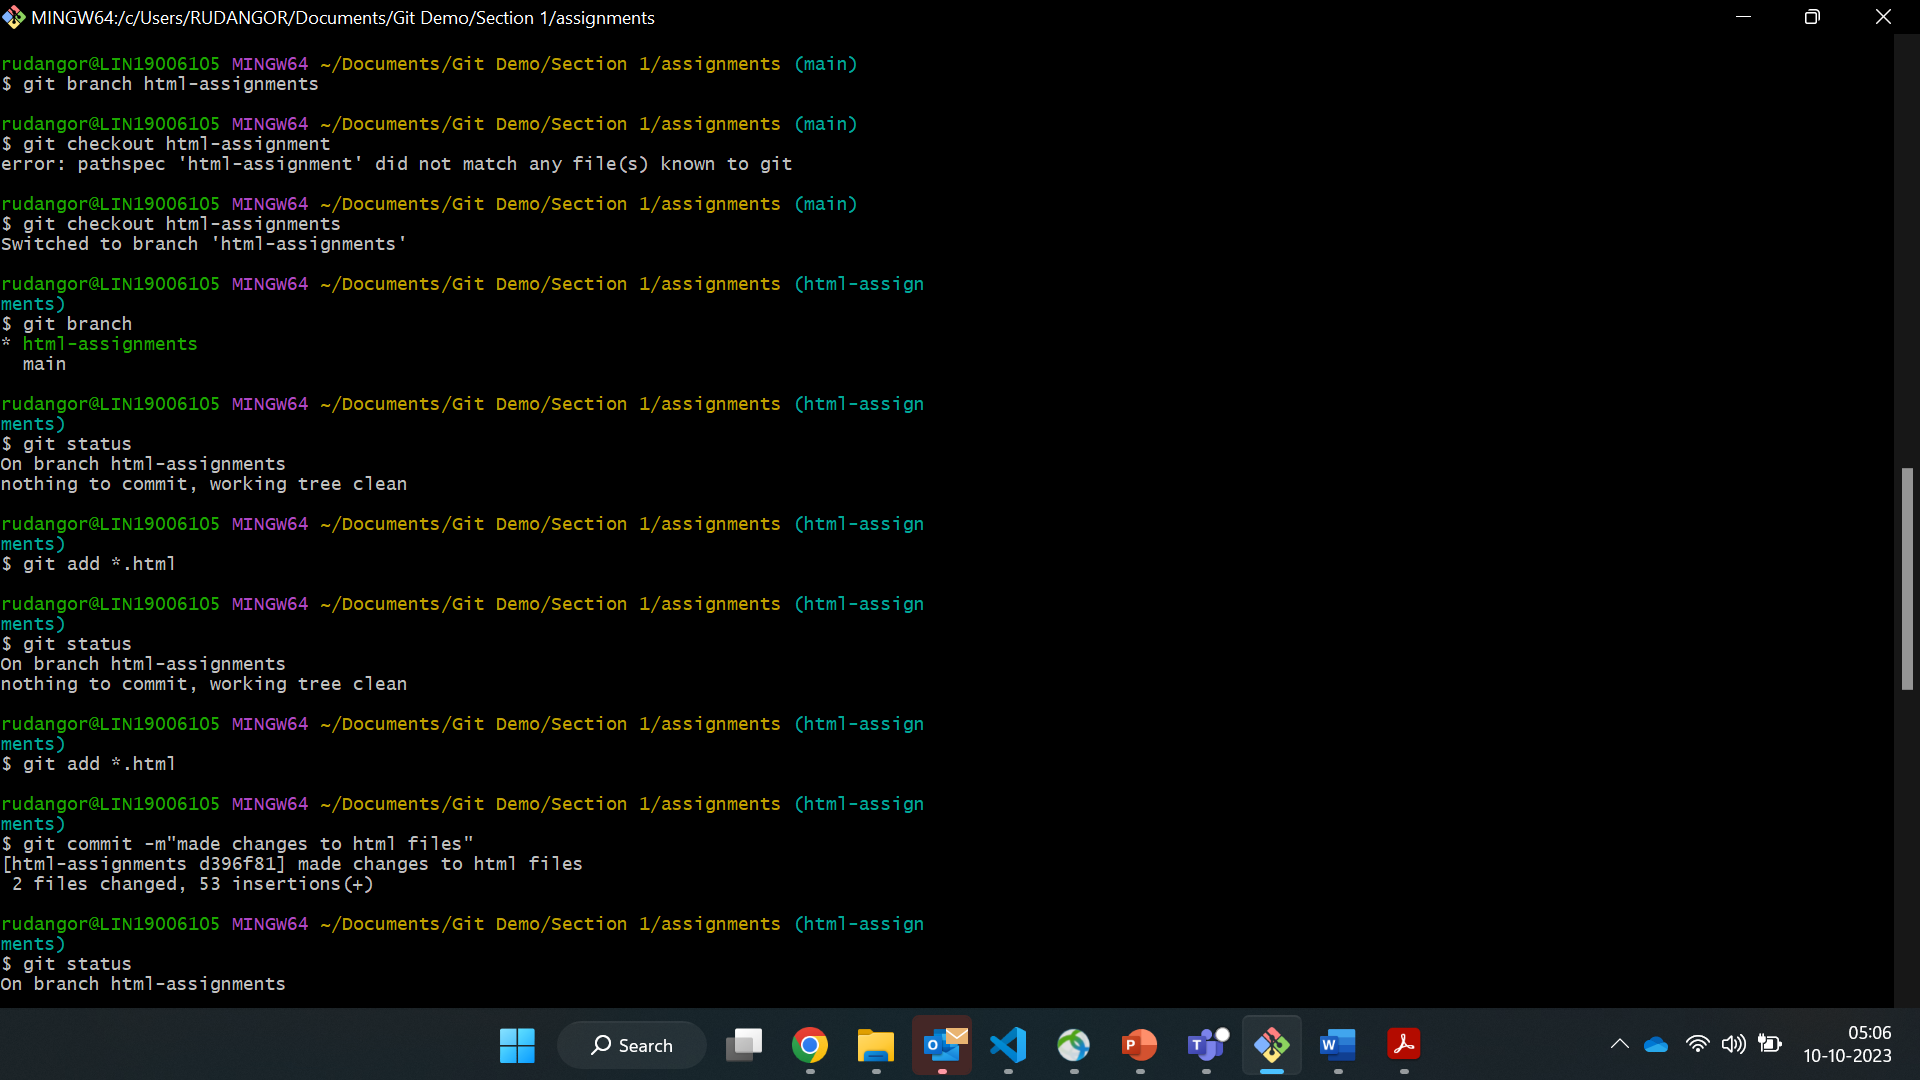 MINGW64:/c/Users/RUDANGOR/Documents/Git Demo/Section 1/assignments
rudangor@LIN19006105 MINGW64 ~/Documents/Git Demo/Section 1/assignments (main)
$ git branch html-assignments
rudangor@LIN19006105 MINGW64 ~/Documents/Git Demo/Section 1/assignments (main)
$ git checkout html-assignment
error: pathspec 'html-assignment' did not match any file(s) known to git
rudangor@LIN19006105 MINGW64 ~/Documents/Git Demo/Section 1/assignments (main)
$ git checkout html-assignments
Switched to branch 'html-assignments'
rudangor@LIN19006105 MINGW64 ~/Documents/Git Demo/Section 1/assignments (html-assign
ments)
$ git branch
* html-assignments
main
rudangor@LIN19006105 MINGW64 ~/Documents/Git Demo/Section 1/assignments (html-assign
ments)
$ git status
On branch html-assignments
nothing to commit, working tree clean
rudangor@LIN19006105 MINGW64 ~/Documents/Git Demo/Section 1/assignments (html-assign
ments)
$ git add *.html
rudangor@LIN19006105 MINGW64 ~/Documents/Git Demo/Section 1/assignments (html-assign
ments)
$ git status
On branch html-assignments
nothing to commit, working tree clean
rudangor@LIN19006105 MINGW64 ~/Documents/Git Demo/Section 1/assignments (html-assign
ments)
$ git add *.html
rudangor@LIN19006105 MINGW64 ~/Documents/Git Demo/Section 1/assignments (html-assign
ments)
$ git commit -m"made changes to html files"
[html-assignments d396f81] made changes to html files
2 files changed, 53 insertions(+)
rudangor@LIN19006105 MINGW64 ~/Documents/Git Demo/Section 1/assignments (html-assign
ments)
$ git status
On branch html-assignments
Search
05:06
10-10-2023